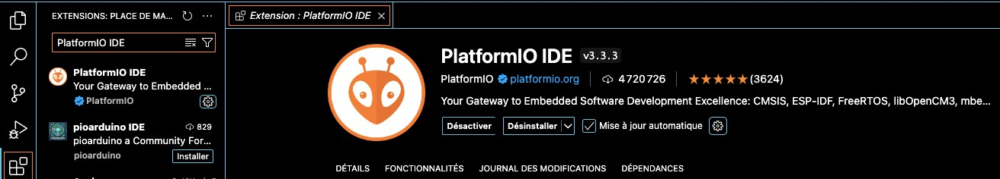 EXTENSIONS: PLACE DE MA...
PlatformIO IDE
PlatformIO IDE
Your Gateway to Embedded ...
PlatformIO
pioarduino IDE 829
pioarduino a Community For...
pioarduino Installer
Extension : PlatformIO IDE
PlatformIO IDE v3.3.3
PlatformIO platformio.org 4 720 726 (3624)
Your Gateway to Embedded Software Development Excellence: CMSIS, ESP-IDF, FreeRTOS, libOpenCM3, mbe...
Désactiver Désinstaller Mise à jour automatique
DÉTAILS FONCTIONNALITÉS JOURNAL DES MODIFICATIONS DÉPENDANCES